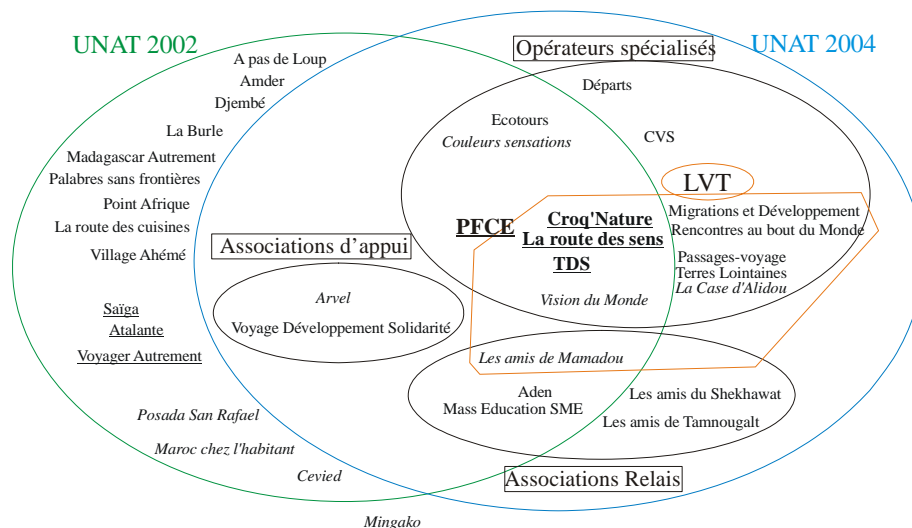 UNAT 2002
UNAT 2004
Opérateurs spécialisés
A pas de Loup
Amder
Djembé
La Burle
Madagascar Autrement
Palabres sans frontières
Point Afrique
La route des cuisines
Village Ahémé
Saïga
Atalante
Voyager Autrement
Posada San Rafael
Maroc chez l'habitant
Cevied
Mingako
Associations d’appui
Arvel
Voyage Développement Solidarité
Départs
Ecotours
Couleurs sensations
CVS
LVT
PFCE
Croq'Nature
La route des sens
TDS
Vision du Monde
Migrations et Développement
Rencontres au bout du Monde
Passages-voyage
Terres Lointaines
La Case d'Alidou
Les amis de Mamadou
Aden
Mass Education SME
Les amis du Shekhawat
Les amis de Tamnougalt
Associations Relais